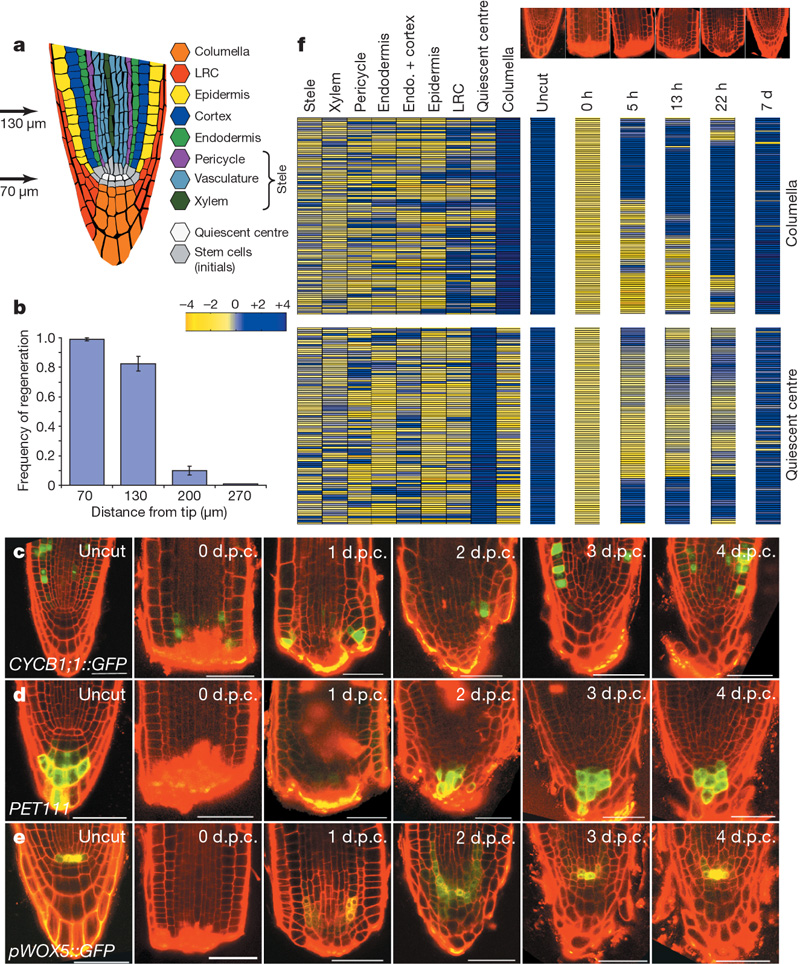 a
130 µm
70 µm
Columella
LRC
Epidermis
Cortex
Endodermis
Pericycle
Vasculature
Xylem
Stele
Quiescent centre
Stem cells
(initials)
b
−4 −2 0 +2 +4
Frequency of regeneration
1.0
0.8
0.6
0.4
0.2
0
70 130 200 270
Distance from tip (µm)
f
Stele
Xylem
Pericycle
Endodermis
Endo. + cortex
Epidermis
LRC
Quiescent centre
Columella
Uncut
0 h
5 h
13 h
22 h
7 d
Columella
Quiescent centre
c Uncut 0 d.p.c. 1 d.p.c. 2 d.p.c. 3 d.p.c. 4 d.p.c.
CYCB1;1::GFP
d Uncut 0 d.p.c. 1 d.p.c. 2 d.p.c. 3 d.p.c. 4 d.p.c.
PET111
e Uncut 0 d.p.c. 1 d.p.c. 2 d.p.c. 3 d.p.c. 4 d.p.c.
pWOX5::GFP